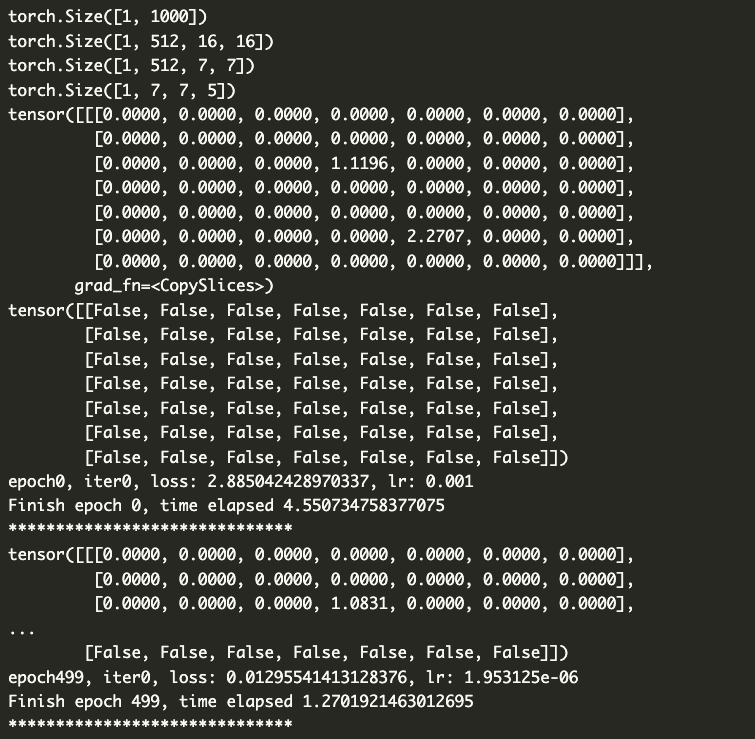 torch.Size([1, 1000])
torch.Size([1, 512, 16, 16])
torch.Size([1, 512, 7, 7])
torch.Size([1, 7, 7, 5])
tensor([[[0.0000, 0.0000, 0.0000, 0.0000, 0.0000, 0.0000, 0.0000],
         [0.0000, 0.0000, 0.0000, 0.0000, 0.0000, 0.0000, 0.0000],
         [0.0000, 0.0000, 0.0000, 1.1196, 0.0000, 0.0000, 0.0000],
         [0.0000, 0.0000, 0.0000, 0.0000, 0.0000, 0.0000, 0.0000],
         [0.0000, 0.0000, 0.0000, 0.0000, 0.0000, 0.0000, 0.0000],
         [0.0000, 0.0000, 0.0000, 0.0000, 2.2707, 0.0000, 0.0000],
         [0.0000, 0.0000, 0.0000, 0.0000, 0.0000, 0.0000, 0.0000]]],
       grad_fn=<CopySlices>)
tensor([[False, False, False, False, False, False, False],
        [False, False, False, False, False, False, False],
        [False, False, False, False, False, False, False],
        [False, False, False, False, False, False, False],
        [False, False, False, False, False, False, False],
        [False, False, False, False, False, False, False],
        [False, False, False, False, False, False, False]])
epoch0, iter0, loss: 2.885042428970337, lr: 0.001
Finish epoch 0, time elapsed 4.550734758377075
******************************
tensor([[[0.0000, 0.0000, 0.0000, 0.0000, 0.0000, 0.0000, 0.0000],
         [0.0000, 0.0000, 0.0000, 0.0000, 0.0000, 0.0000, 0.0000],
         [0.0000, 0.0000, 0.0000, 1.0831, 0.0000, 0.0000, 0.0000],
...
        [False, False, False, False, False, False, False]])
epoch499, iter0, loss: 0.01295541413128376, lr: 1.953125e-06
Finish epoch 499, time elapsed 1.2701921463012695
******************************